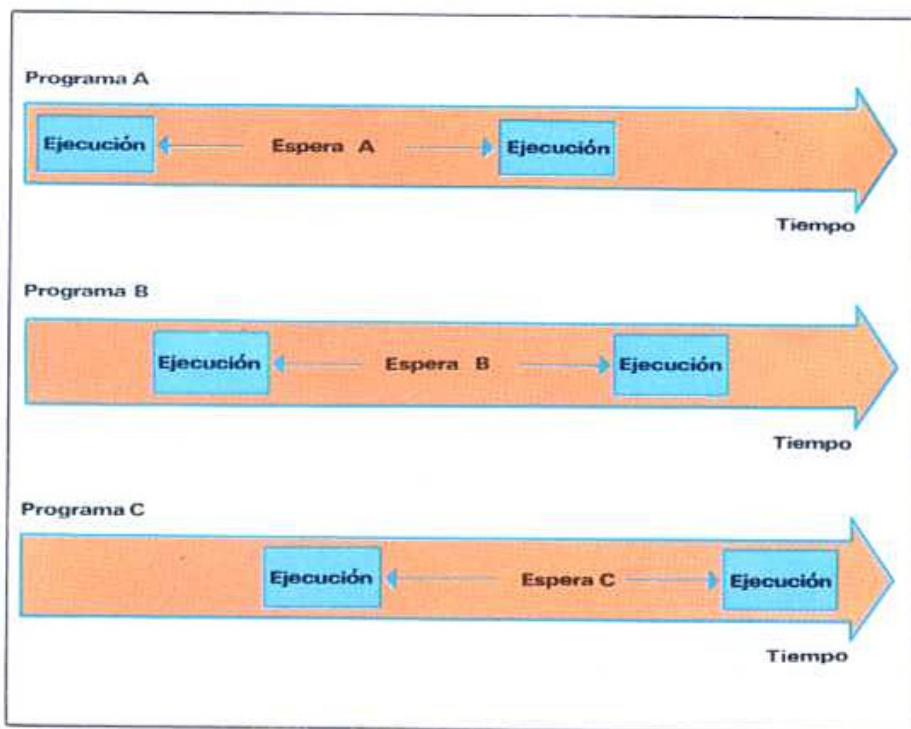 Programa A
Ejecución Espera A Ejecución
Tiempo
Programa B
Ejecución Espera B Ejecución
Tiempo
Programa C
Ejecución Espera C Ejecución
Tiempo